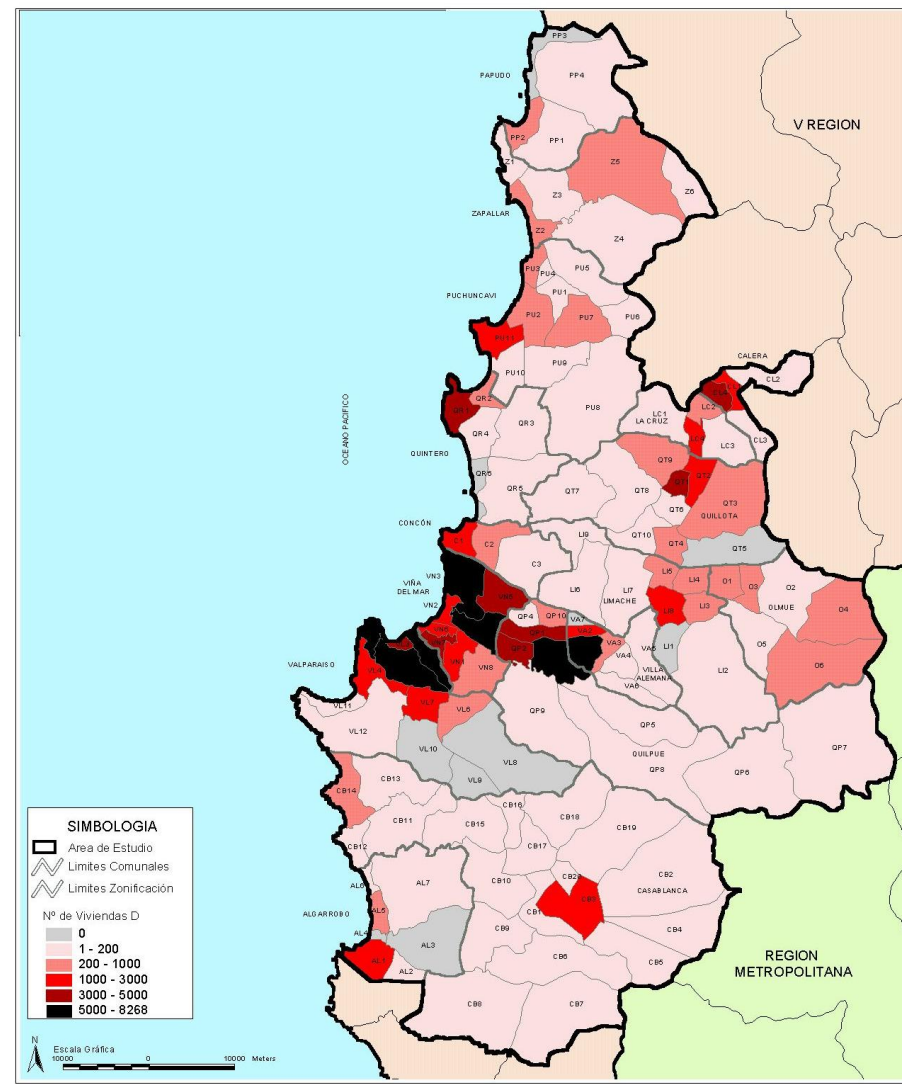 PP3
PAPUDO
PP4
V REGION
PP2
PP1
Z1
Z5
Z3
Z6
ZAPALLAR
Z2
Z4
PU3
PU5
PU4
PUCHUNCAVI
PU1
PU2
PU7
PU6
PU11
CALERA
PU9
CL2
PU10
QR2
LC2
QR1
PU8
LC1
LA CRUZ
QR3
QR4
LC3
CL3
OCEANO PACIFICO
QUINTERO
QT9
QR6
QT2
QT7
QT8
QR5
QT3
QT6
QUILLOTA
CONCÓN
C1
C2
LI9
QT10
QT4
QT5
VN3
C3
VIÑA
DEL MAR
LI6
LI7
LIMACHE
LI5
LI4
O1
O3
O2
OLMUE
VN2
QP4
QP10
VA7
LI3
O4
VALPARAISO
VN1
VN8
VA2
VA3
VA4
VA5
LI1
VILLA
ALEMANA
LI2
O5
O6
VA6
VL7
VL6
VL11
QP9
QP5
VL12
VL10
VL8
QUILPUE
QP8
QP7
VL9
QP6
CB13
CB14
CB16
CB18
CB11
CB15
CB19
CB12
CB17
AL6
AL7
CB10
CB2
CASABLANCA
AL5
ALGARROBO
CB1
CB3
AL4
AL3
CB9
CB4
AL1
AL2
CB6
CB5
REGION
METROPOLITANA
CB8
CB7
SIMBOLOGIA
Area de Estudio
Limites Comunales
Limites Zonificación
Nº de Viviendas D
0
1 - 200
200 - 1000
1000 - 3000
3000 - 5000
5000 - 8268
N
Escala Gráfica
10000 0 10000 Meters